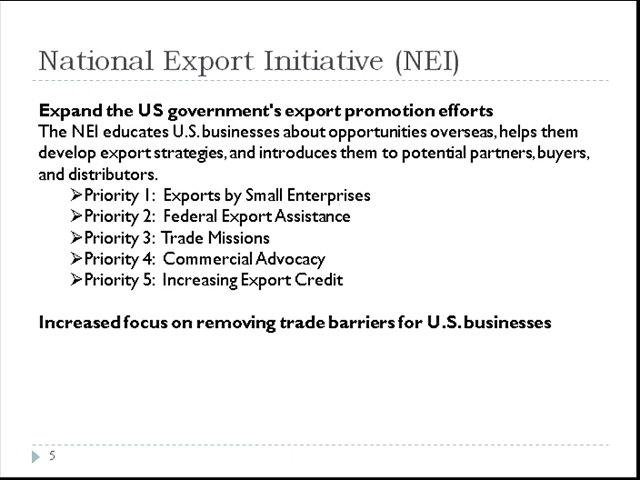 National Export Initiative (NEI)
Expand the US government's export promotion efforts
The NEI educates U.S. businesses about opportunities overseas, helps them
develop export strategies, and introduces them to potential partners, buyers,
and distributors.
➢Priority 1: Exports by Small Enterprises
➢Priority 2: Federal Export Assistance
➢Priority 3: Trade Missions
➢Priority 4: Commercial Advocacy
➢Priority 5: Increasing Export Credit
Increased focus on removing trade barriers for U.S. businesses
5